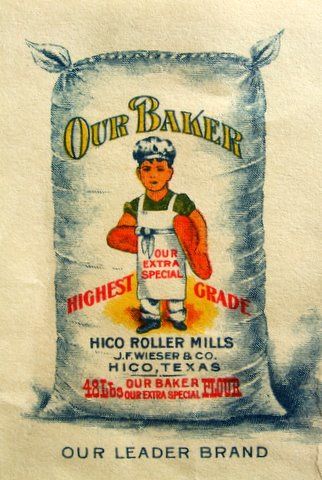 OUR BAKER
OUR
EXTRA
SPECIAL
HIGHEST GRADE
HICO ROLLER MILLS
J.F. WIESER & CO.
HICO, TEXAS
48 Lbs OUR BAKER FLOUR
OUR EXTRA SPECIAL
OUR LEADER BRAND